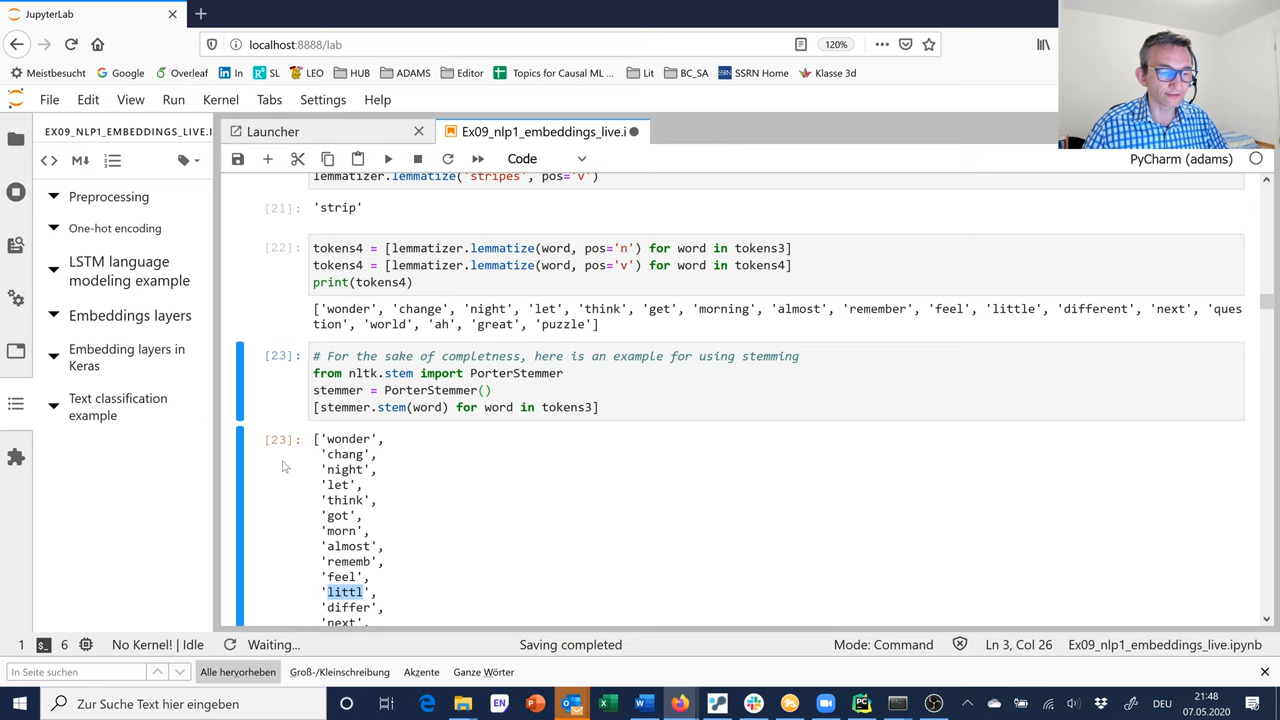 JupyterLab
localhost:8888/lab
120%
Meistbesucht
Google
Overleaf
In
SL
LEO
HUB
ADAMS
Editor
Topics for Causal ML ...
Lit
BC_SA
SSRN Home
Klasse 3d
File
Edit
View
Run
Kernel
Tabs
Settings
Help
EX09_NLP1_EMBEDDINGS_LIVE.I
Launcher
Ex09_nlp1_embeddings_live.i
Code
PyCharm (adams)
Preprocessing
One-hot encoding
LSTM language
modeling example
Embeddings layers
Embedding layers in
Keras
Text classification
example
lemmatizer.lemmatize('stripes', pos='v')
[21]:
'strip'
[22]:
tokens4 = [lemmatizer.lemmatize(word, pos='n') for word in tokens3]
tokens4 = [lemmatizer.lemmatize(word, pos='v') for word in tokens4]
print(tokens4)
['wonder', 'change', 'night', 'let', 'think', 'get', 'morning', 'almost', 'remember', 'feel', 'little', 'different', 'next', 'ques
tion', 'world', 'ah', 'great', 'puzzle']
[23]:
# For the sake of completness, here is an example for using stemming
from nltk.stem import PorterStemmer
stemmer = PorterStemmer()
[stemmer.stem(word) for word in tokens3]
[23]:
['wonder',
'chang',
'night',
'let',
'think',
'got',
'morn',
'almost',
'rememb',
'feel',
'littl',
'differ',
'next',
1
6
No Kernel! | Idle
Waiting...
Saving completed
Mode: Command
Ln 3, Col 26
Ex09_nlp1_embeddings_live.ipynb
In Seiten suchen
Alle hervorheben
Groß-/Kleinschreibung
Akzente
Ganze Wörter
Zur Suche Text hier eingeben
EN
DEU
21:48
07.05.2020